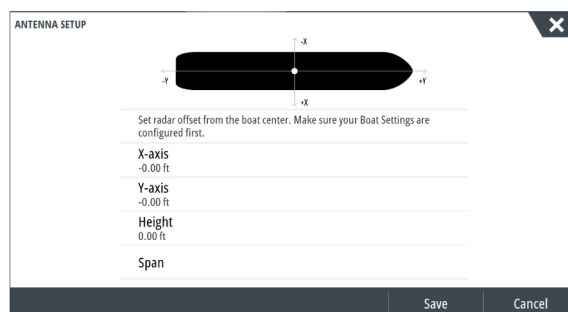 ANTENNA SETUP
-X
-Y
+Y
+X
Set radar offset from the boat center. Make sure your Boat Settings are
configured first.
X-axis
-0.00 ft
Y-axis
-0.00 ft
Height
0.00 ft
Span
Save
Cancel